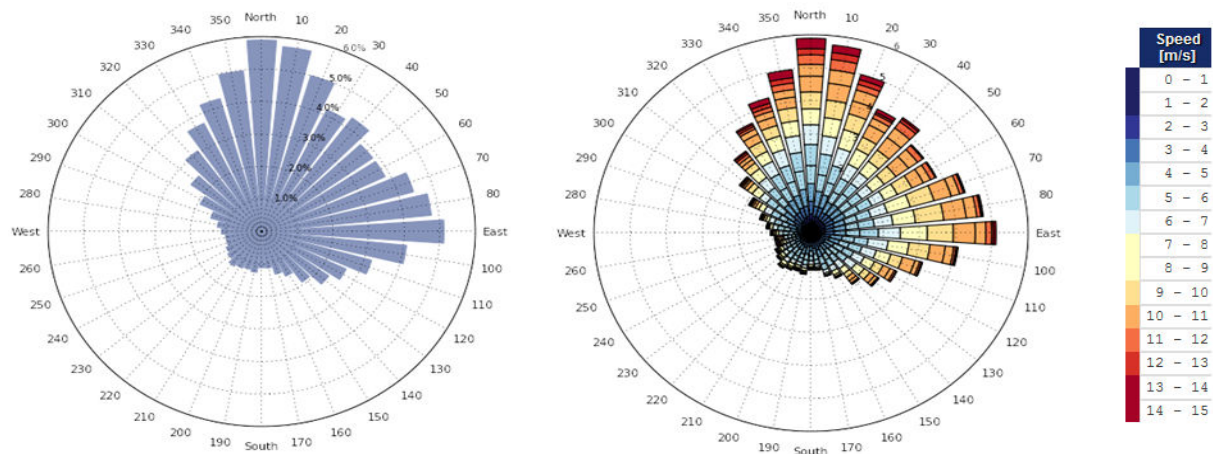 North
10
20
30
40
50
60
70
80
East
100
110
120
130
140
150
160
170
South
190
200
210
220
230
240
250
260
West
280
290
300
310
320
330
340
350
6.0%
5.0%
4.0%
3.0%
2.0%
1.0%
North
10
20
30
40
50
60
70
80
East
100
110
120
130
140
150
160
170
South
190
200
210
220
230
240
250
260
West
280
290
300
310
320
330
340
350
6
5
Speed
[m/s]
0 - 1
1 - 2
2 - 3
3 - 4
4 - 5
5 - 6
6 - 7
7 - 8
8 - 9
9 - 10
10 - 11
11 - 12
12 - 13
13 - 14
14 - 15